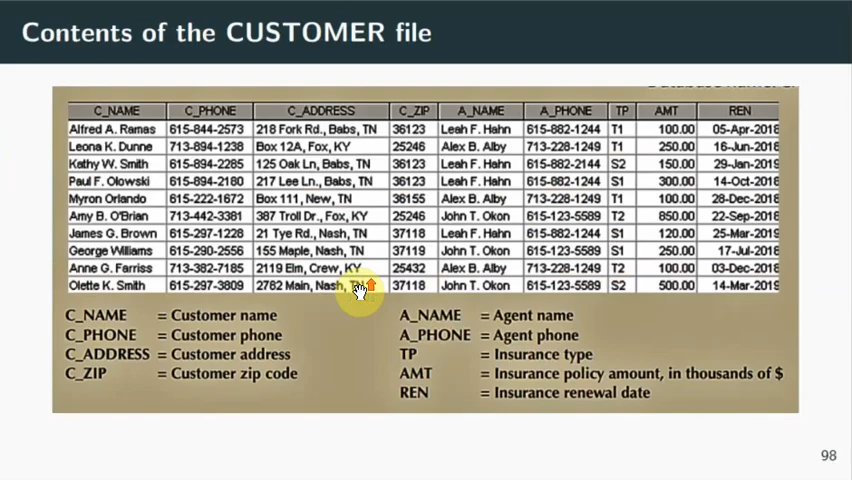 Contents of the CUSTOMER file
C_NAME C_PHONE C_ADDRESS C_ZIP A_NAME A_PHONE TP AMT REN
Alfred A. Ramas 615-844-2573 218 Fork Rd., Babs, TN 36123 Leah F. Hahn 615-882-1244 T1 100.00 05-Apr-2018
Leona K. Dunne 713-894-1238 Box 12A, Fox, KY 25246 Alex B. Alby 713-228-1249 T1 250.00 16-Jun-2018
Kathy W. Smith 615-894-2285 125 Oak Ln, Babs, TN 36123 Leah F. Hahn 615-882-2144 S2 150.00 29-Jan-2019
Paul F. Olowski 615-894-2180 217 Lee Ln., Babs, TN 36123 Leah F. Hahn 615-882-1244 S1 300.00 14-Oct-2018
Myron Orlando 615-222-1672 Box 111, New, TN 36155 Alex B. Alby 713-228-1249 T1 100.00 28-Dec-2018
Amy B. O'Brian 713-442-3381 387 Troll Dr., Fox, KY 25246 John T. Okon 615-123-5589 T2 850.00 22-Sep-2018
James G. Brown 615-297-1228 21 Tye Rd., Nash, TN 37118 Leah F. Hahn 615-882-1244 S1 120.00 25-Mar-2019
George Williams 615-290-2556 155 Maple, Nash, TN 37119 John T. Okon 615-123-5589 S1 250.00 17-Jul-2018
Anne G. Farriss 713-382-7185 2119 Elm, Crew, KY 25432 Alex B. Alby 713-228-1249 T2 100.00 03-Dec-2018
Olette K. Smith 615-297-3809 2782 Main, Nash, TN 37118 John T. Okon 615-123-5589 S2 500.00 14-Mar-2019
C_NAME = Customer name
C_PHONE = Customer phone
C_ADDRESS = Customer address
C_ZIP = Customer zip code
A_NAME = Agent name
A_PHONE = Agent phone
TP = Insurance type
AMT = Insurance policy amount, in thousands of $
REN = Insurance renewal date
98